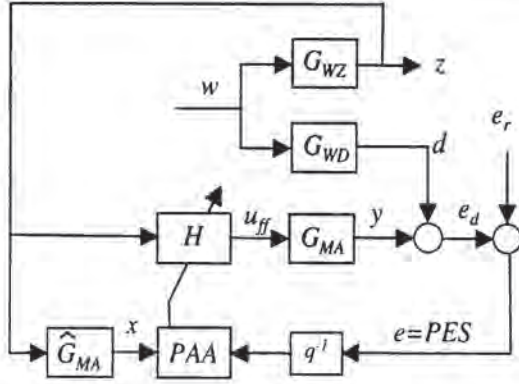 G_WZ
z
w
G_WD
d
e_r
H
u_ff
G_MA
y
e_d
Ĝ_MA
x
PAA
q⁻¹
e=PES